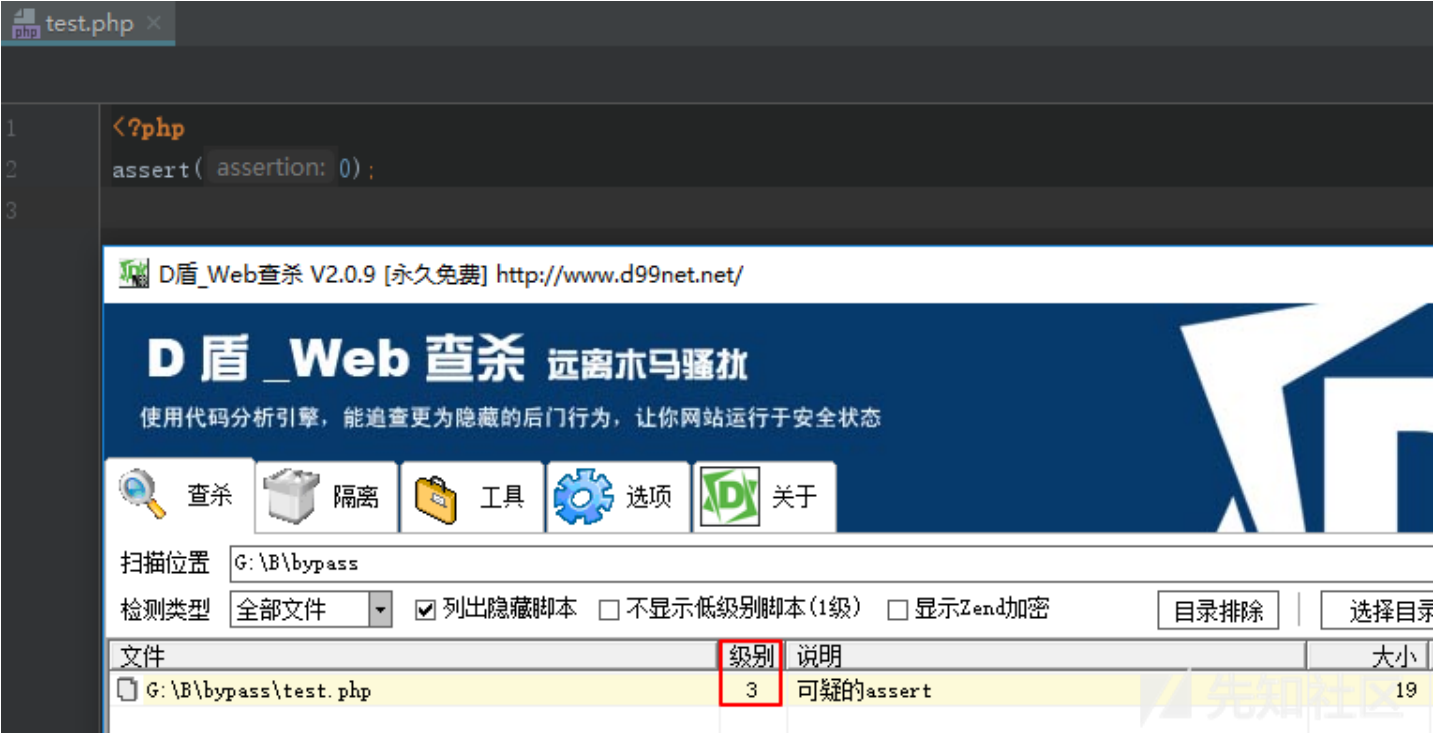 php test.php ×
1 <?php
2 assert( assertion: 0);
3
D盾_Web查杀 V2.0.9 [永久免费] http://www.d99net.net/
D盾_Web查杀 远离木马骚扰
使用代码分析引擎，能追查更为隐藏的后门行为，让你网站运行于安全状态
查杀 隔离 工具 选项 关于
扫描位置 G:\B\bypass
检测类型 全部文件 列出隐藏脚本 不显示低级别脚本(1级) 显示Zend加密 目录排除 选择目录
文件 级别 说明 大小
G:\B\bypass\test.php 3 可疑的assert 19
先知社区